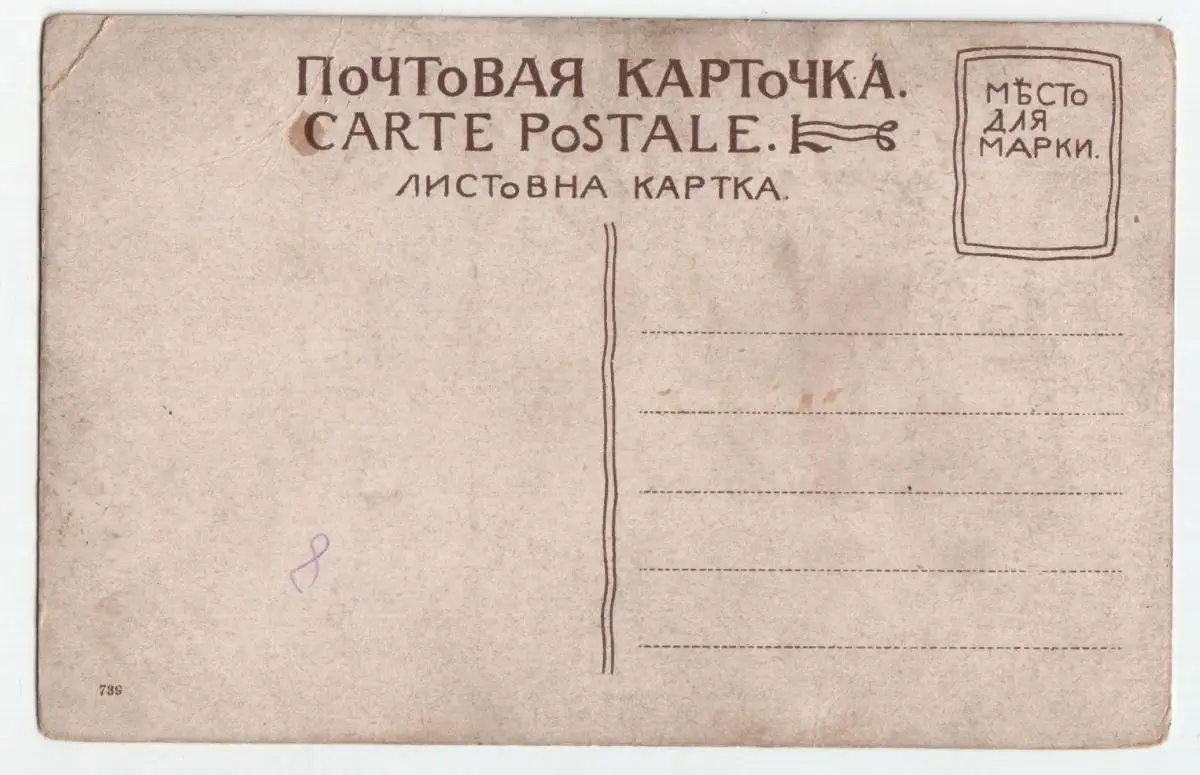 ПОЧТОВАЯ КАРТОЧКА.
CARTE POSTALE.
ЛИСТОВНА КАРТКА.
МѢСТО
ДЛЯ
МАРКИ.
8
739